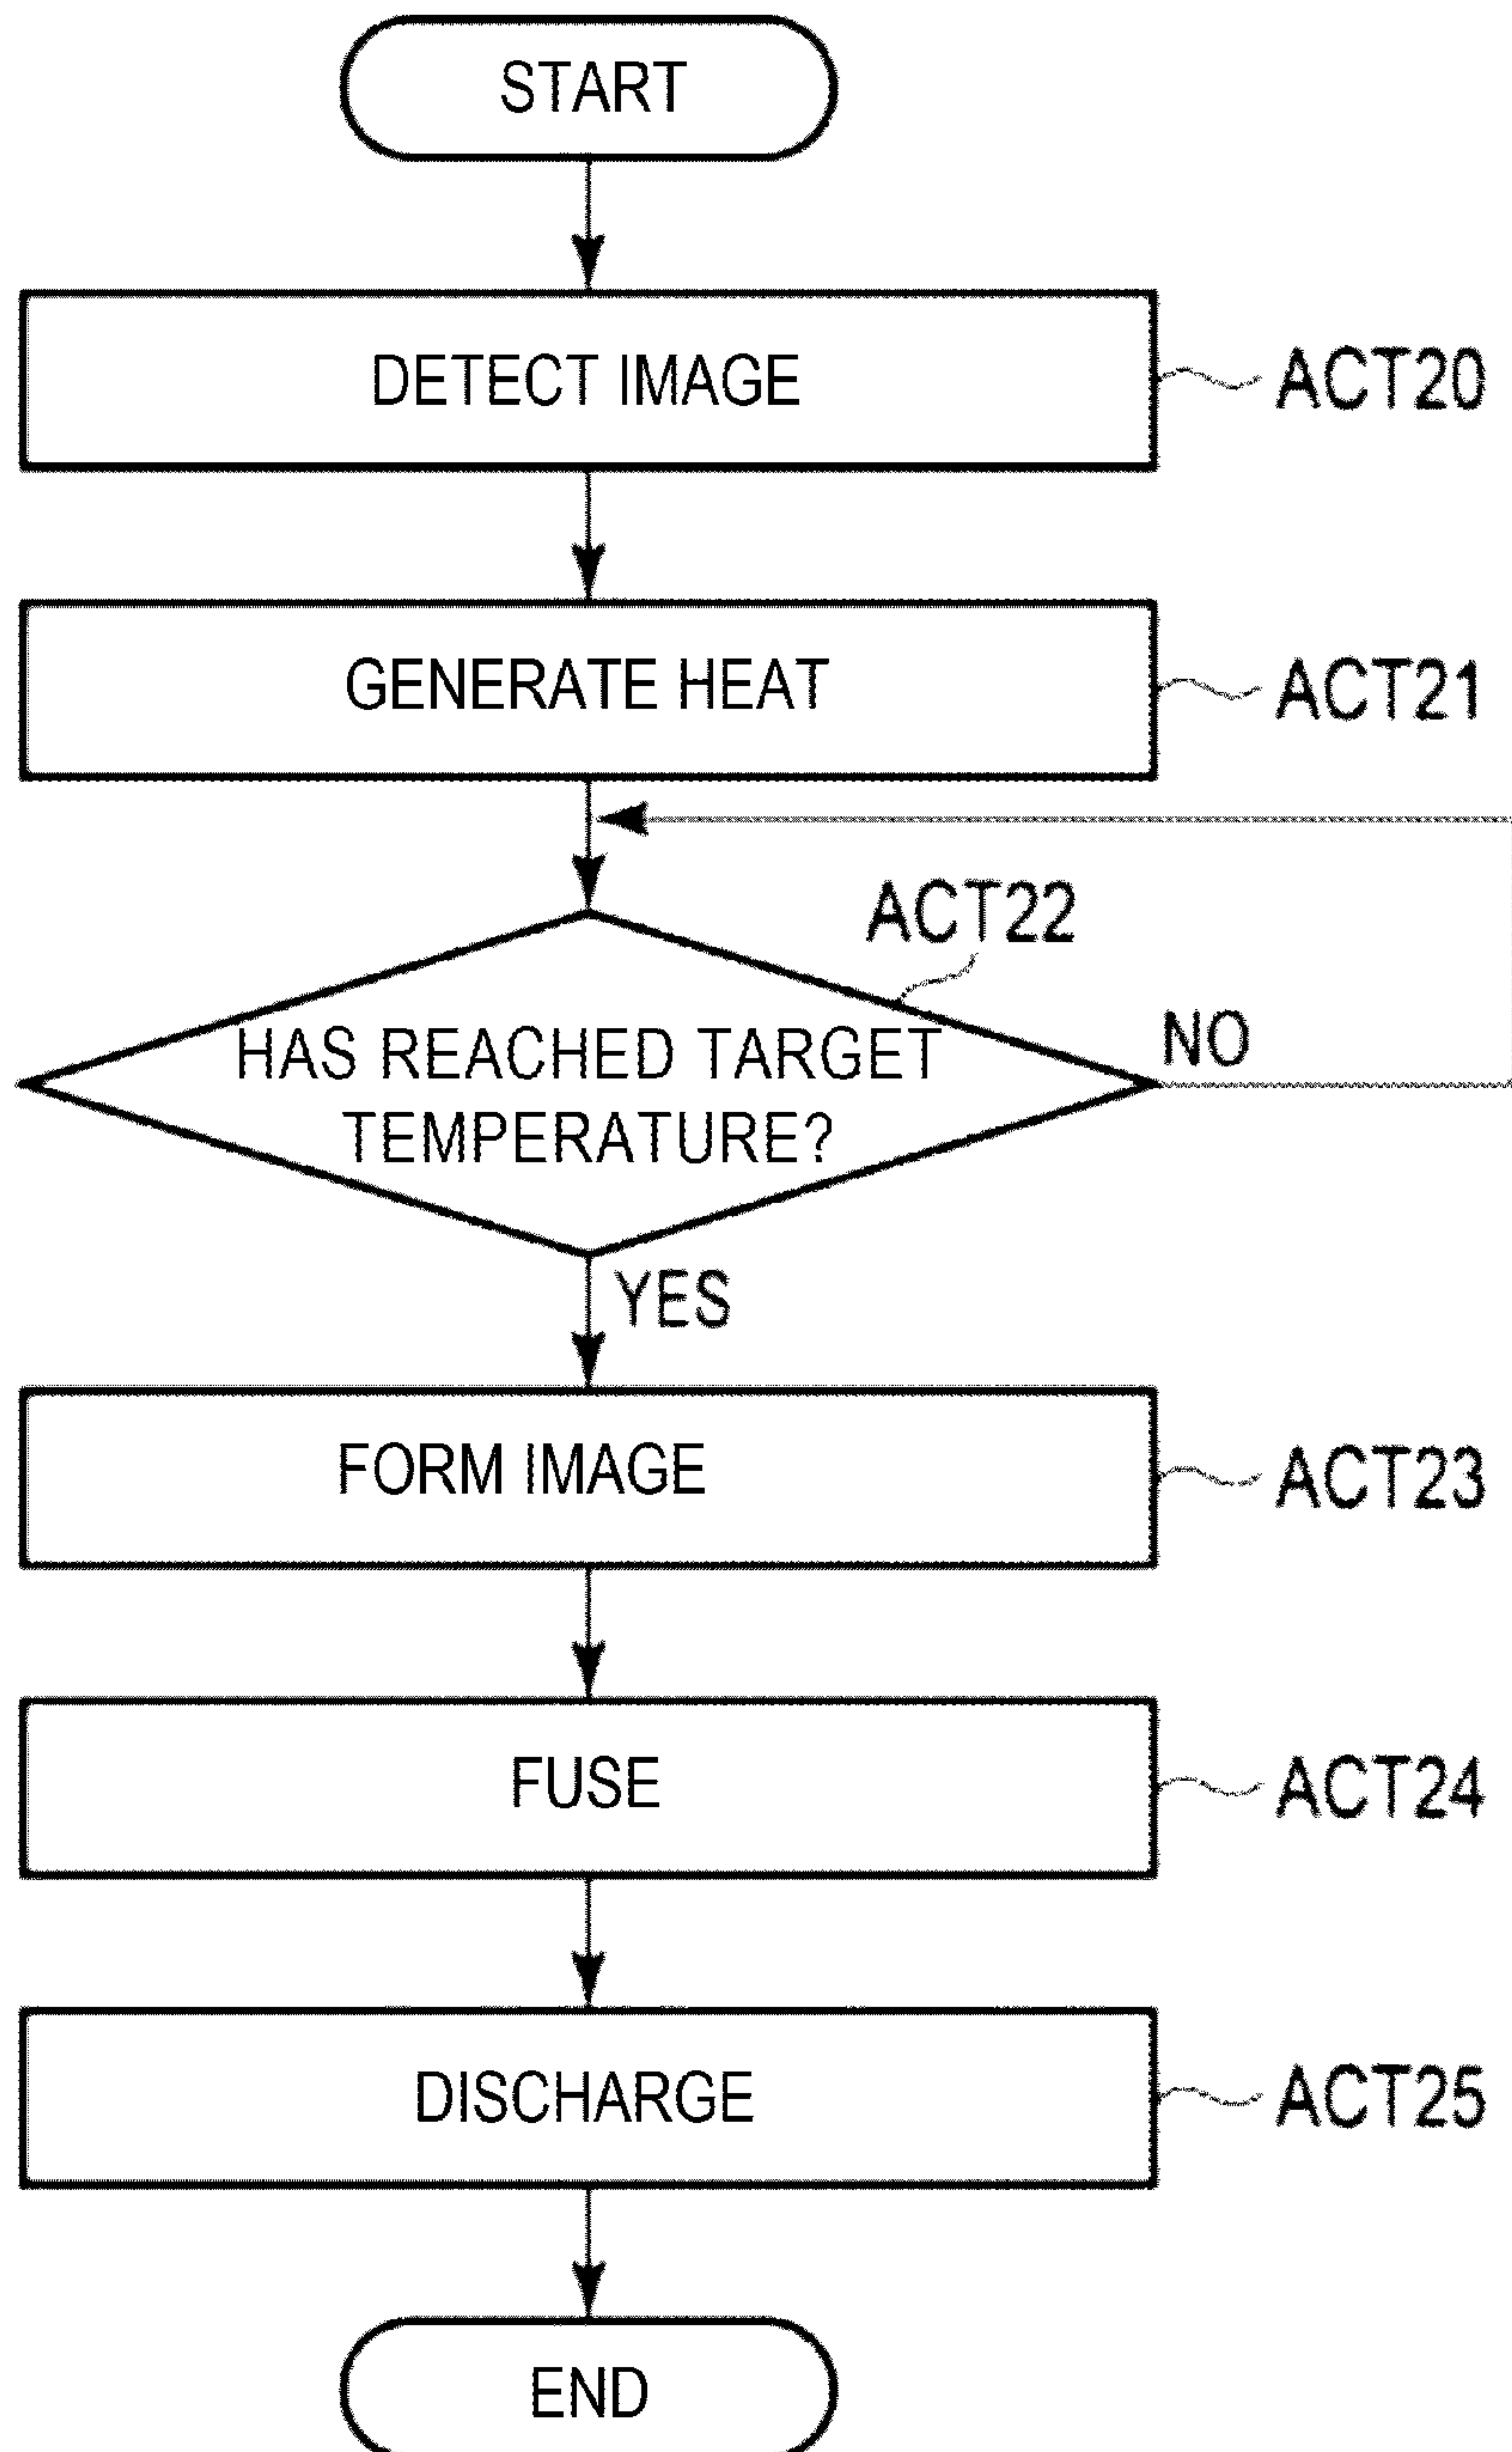 START
DETECT IMAGE
ACT20
GENERATE HEAT
ACT21
ACT22
HAS REACHED TARGET
TEMPERATURE?
NO
YES
FORM IMAGE
ACT23
FUSE
ACT24
DISCHARGE
ACT25
END